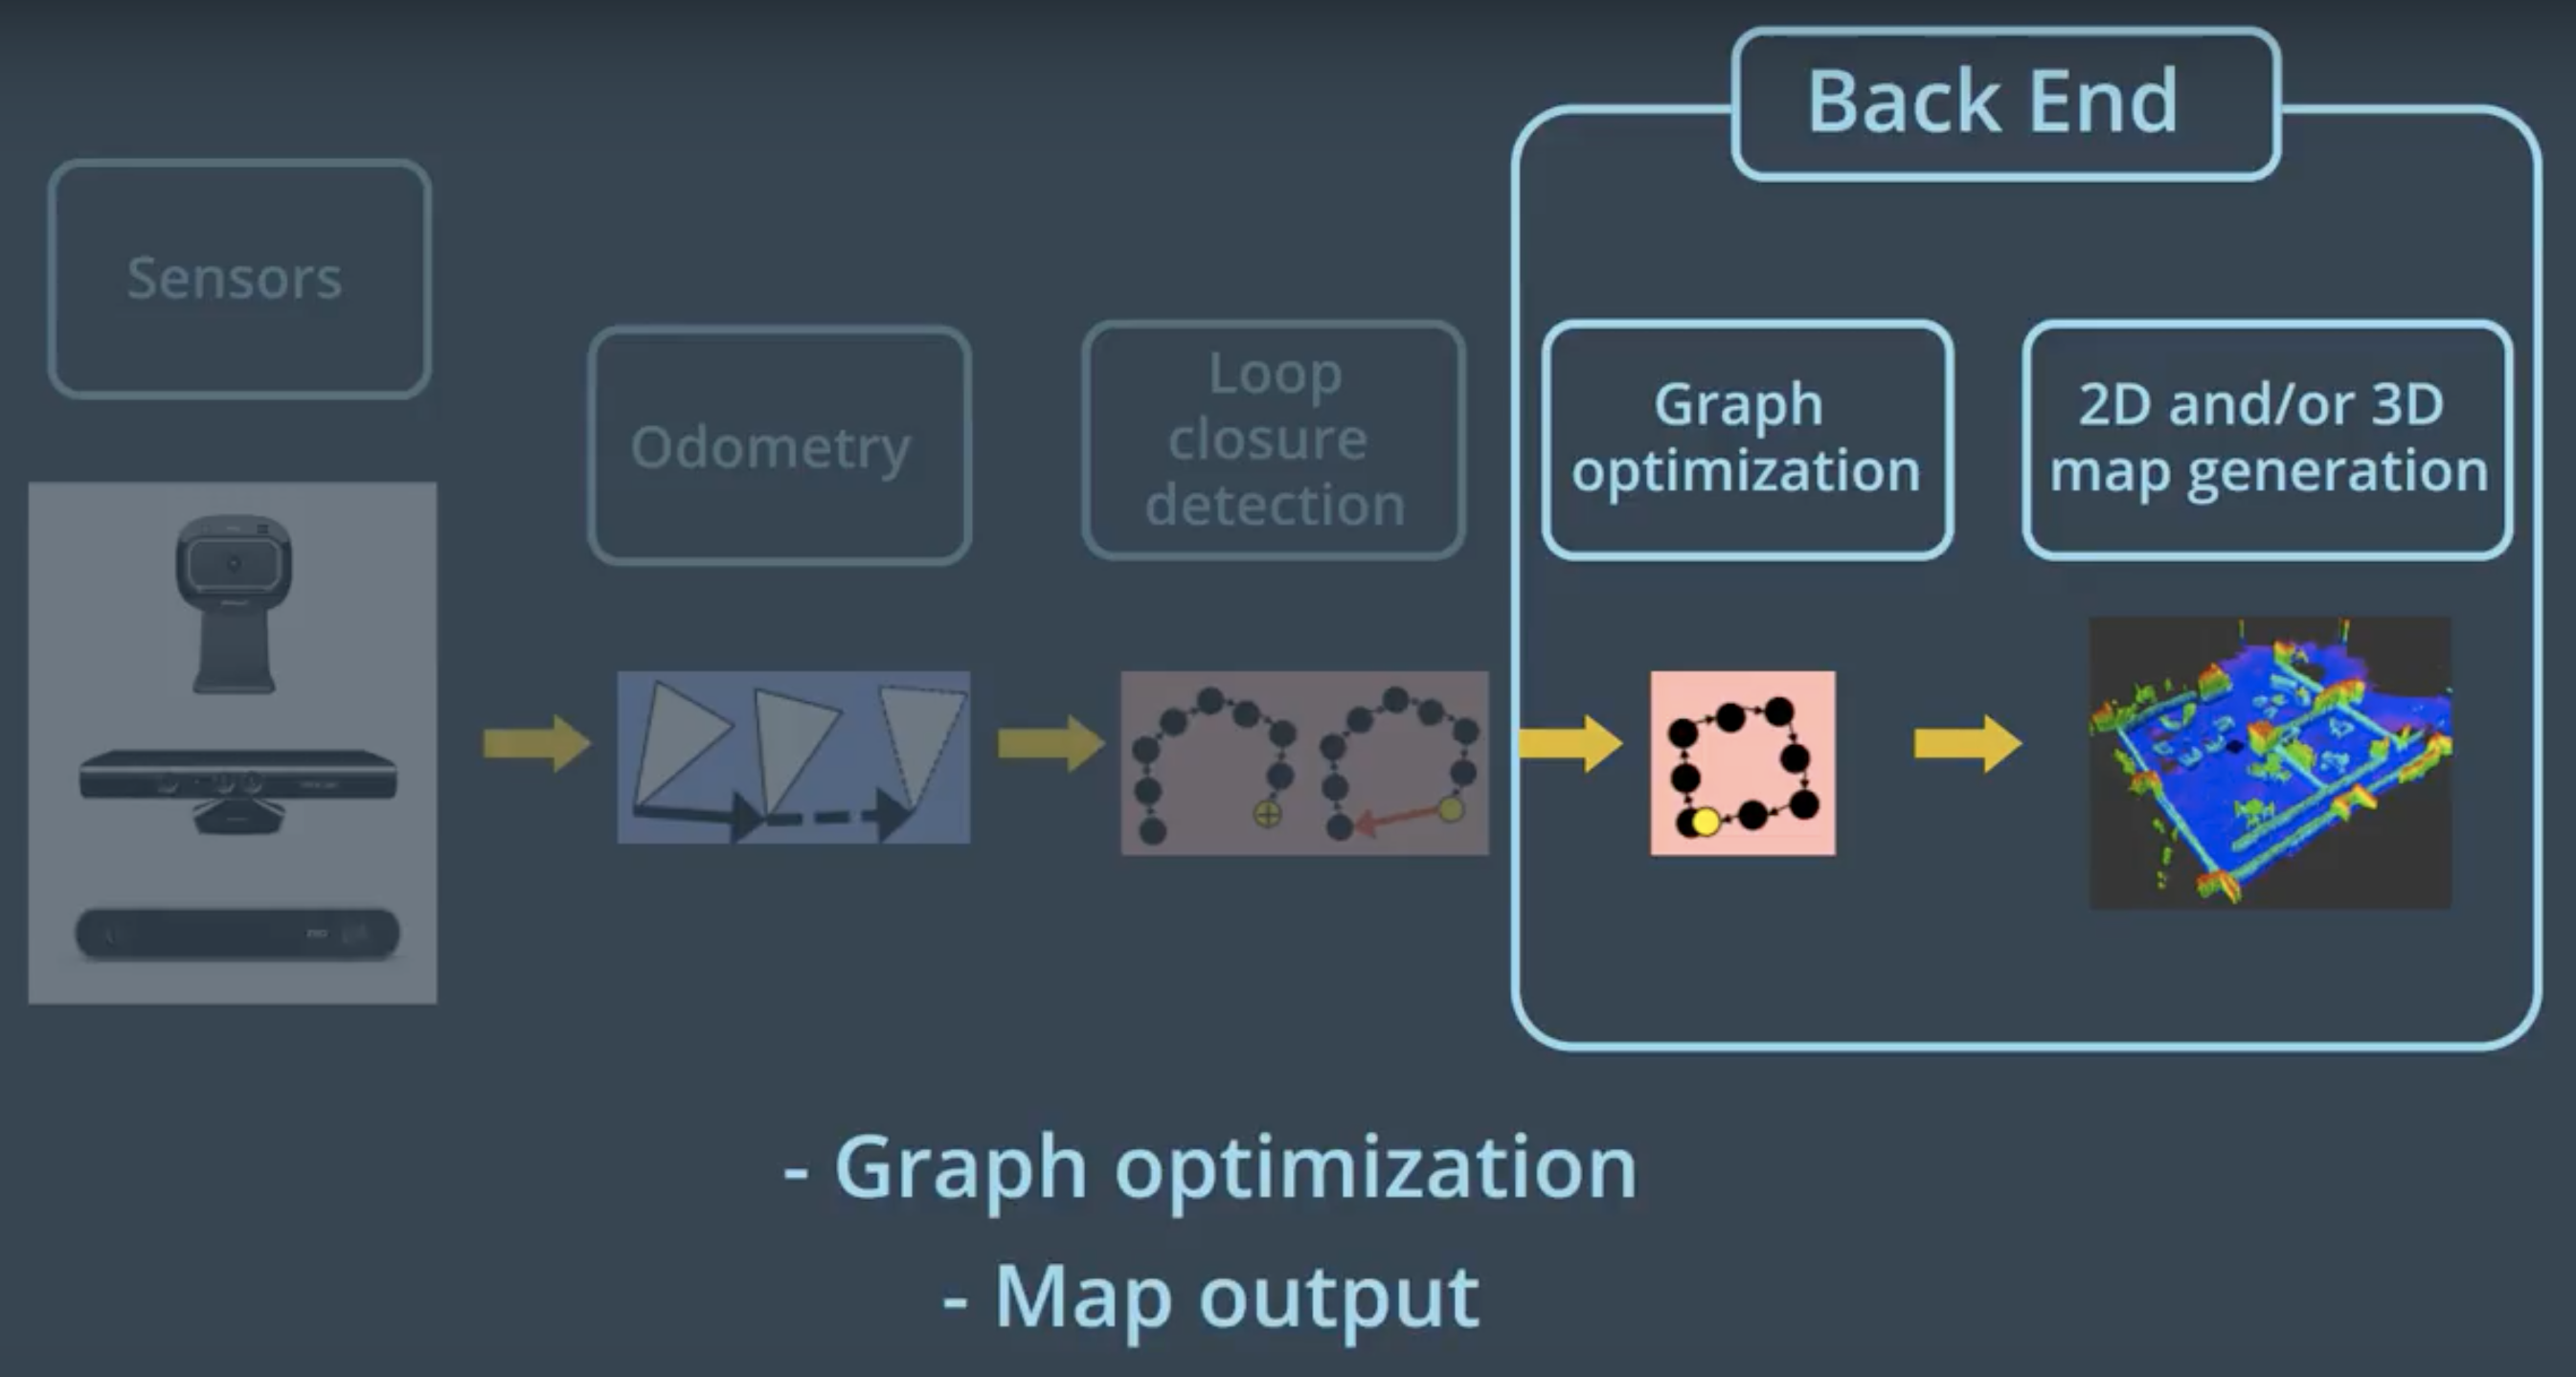 Back End
Sensors
Odometry
Loop
closure
detection
Graph
optimization
2D and/or 3D
map generation
- Graph optimization
- Map output